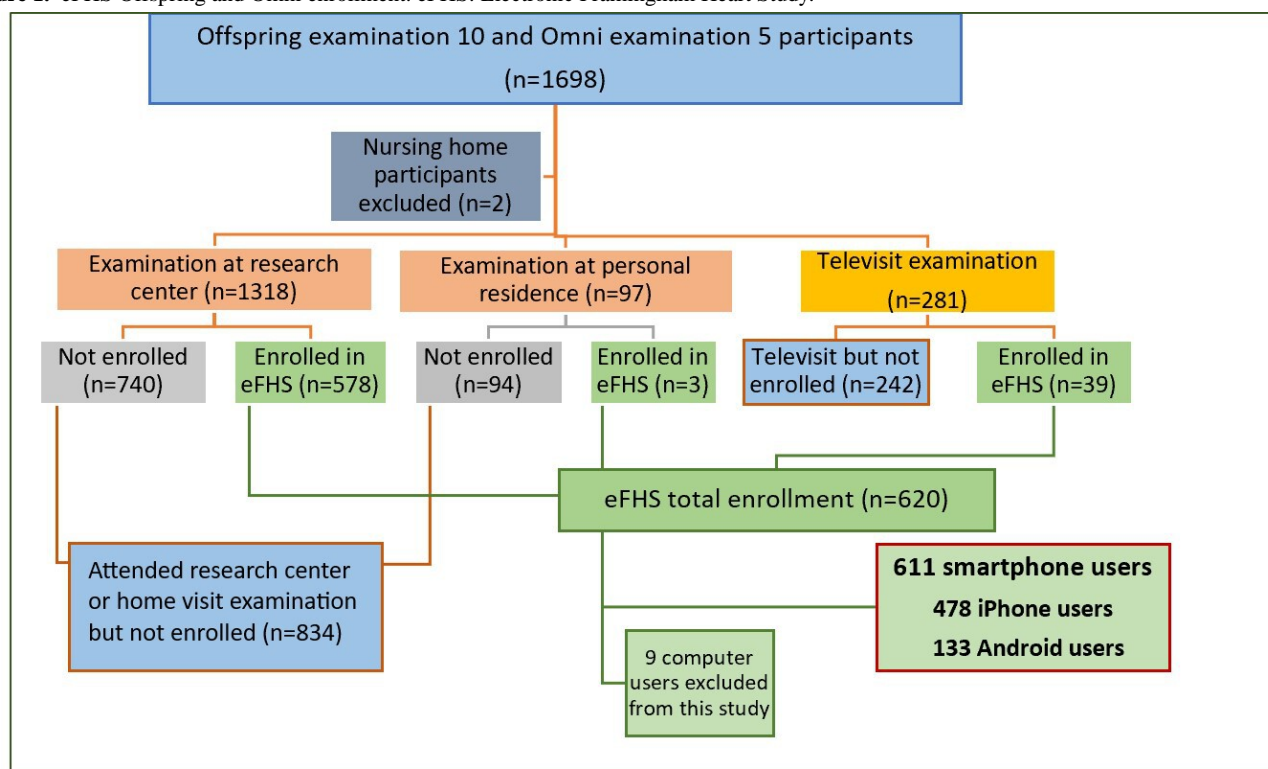 Offspring examination 10 and Omni examination 5 participants
(n=1698)
Nursing home
participants
excluded (n=2)
Examination at research
center (n=1318)
Examination at personal
residence (n=97)
Televisit examination
(n=281)
Not enrolled
(n=740)
Enrolled in
eFHS (n=578)
Not enrolled
(n=94)
Enrolled in
eFHS (n=3)
Televisit but not
enrolled (n=242)
Enrolled in
eFHS (n=39)
eFHS total enrollment (n=620)
Attended research center
or home visit examination
but not enrolled (n=834)
611 smartphone users
478 iPhone users
133 Android users
9 computer
users excluded
from this study